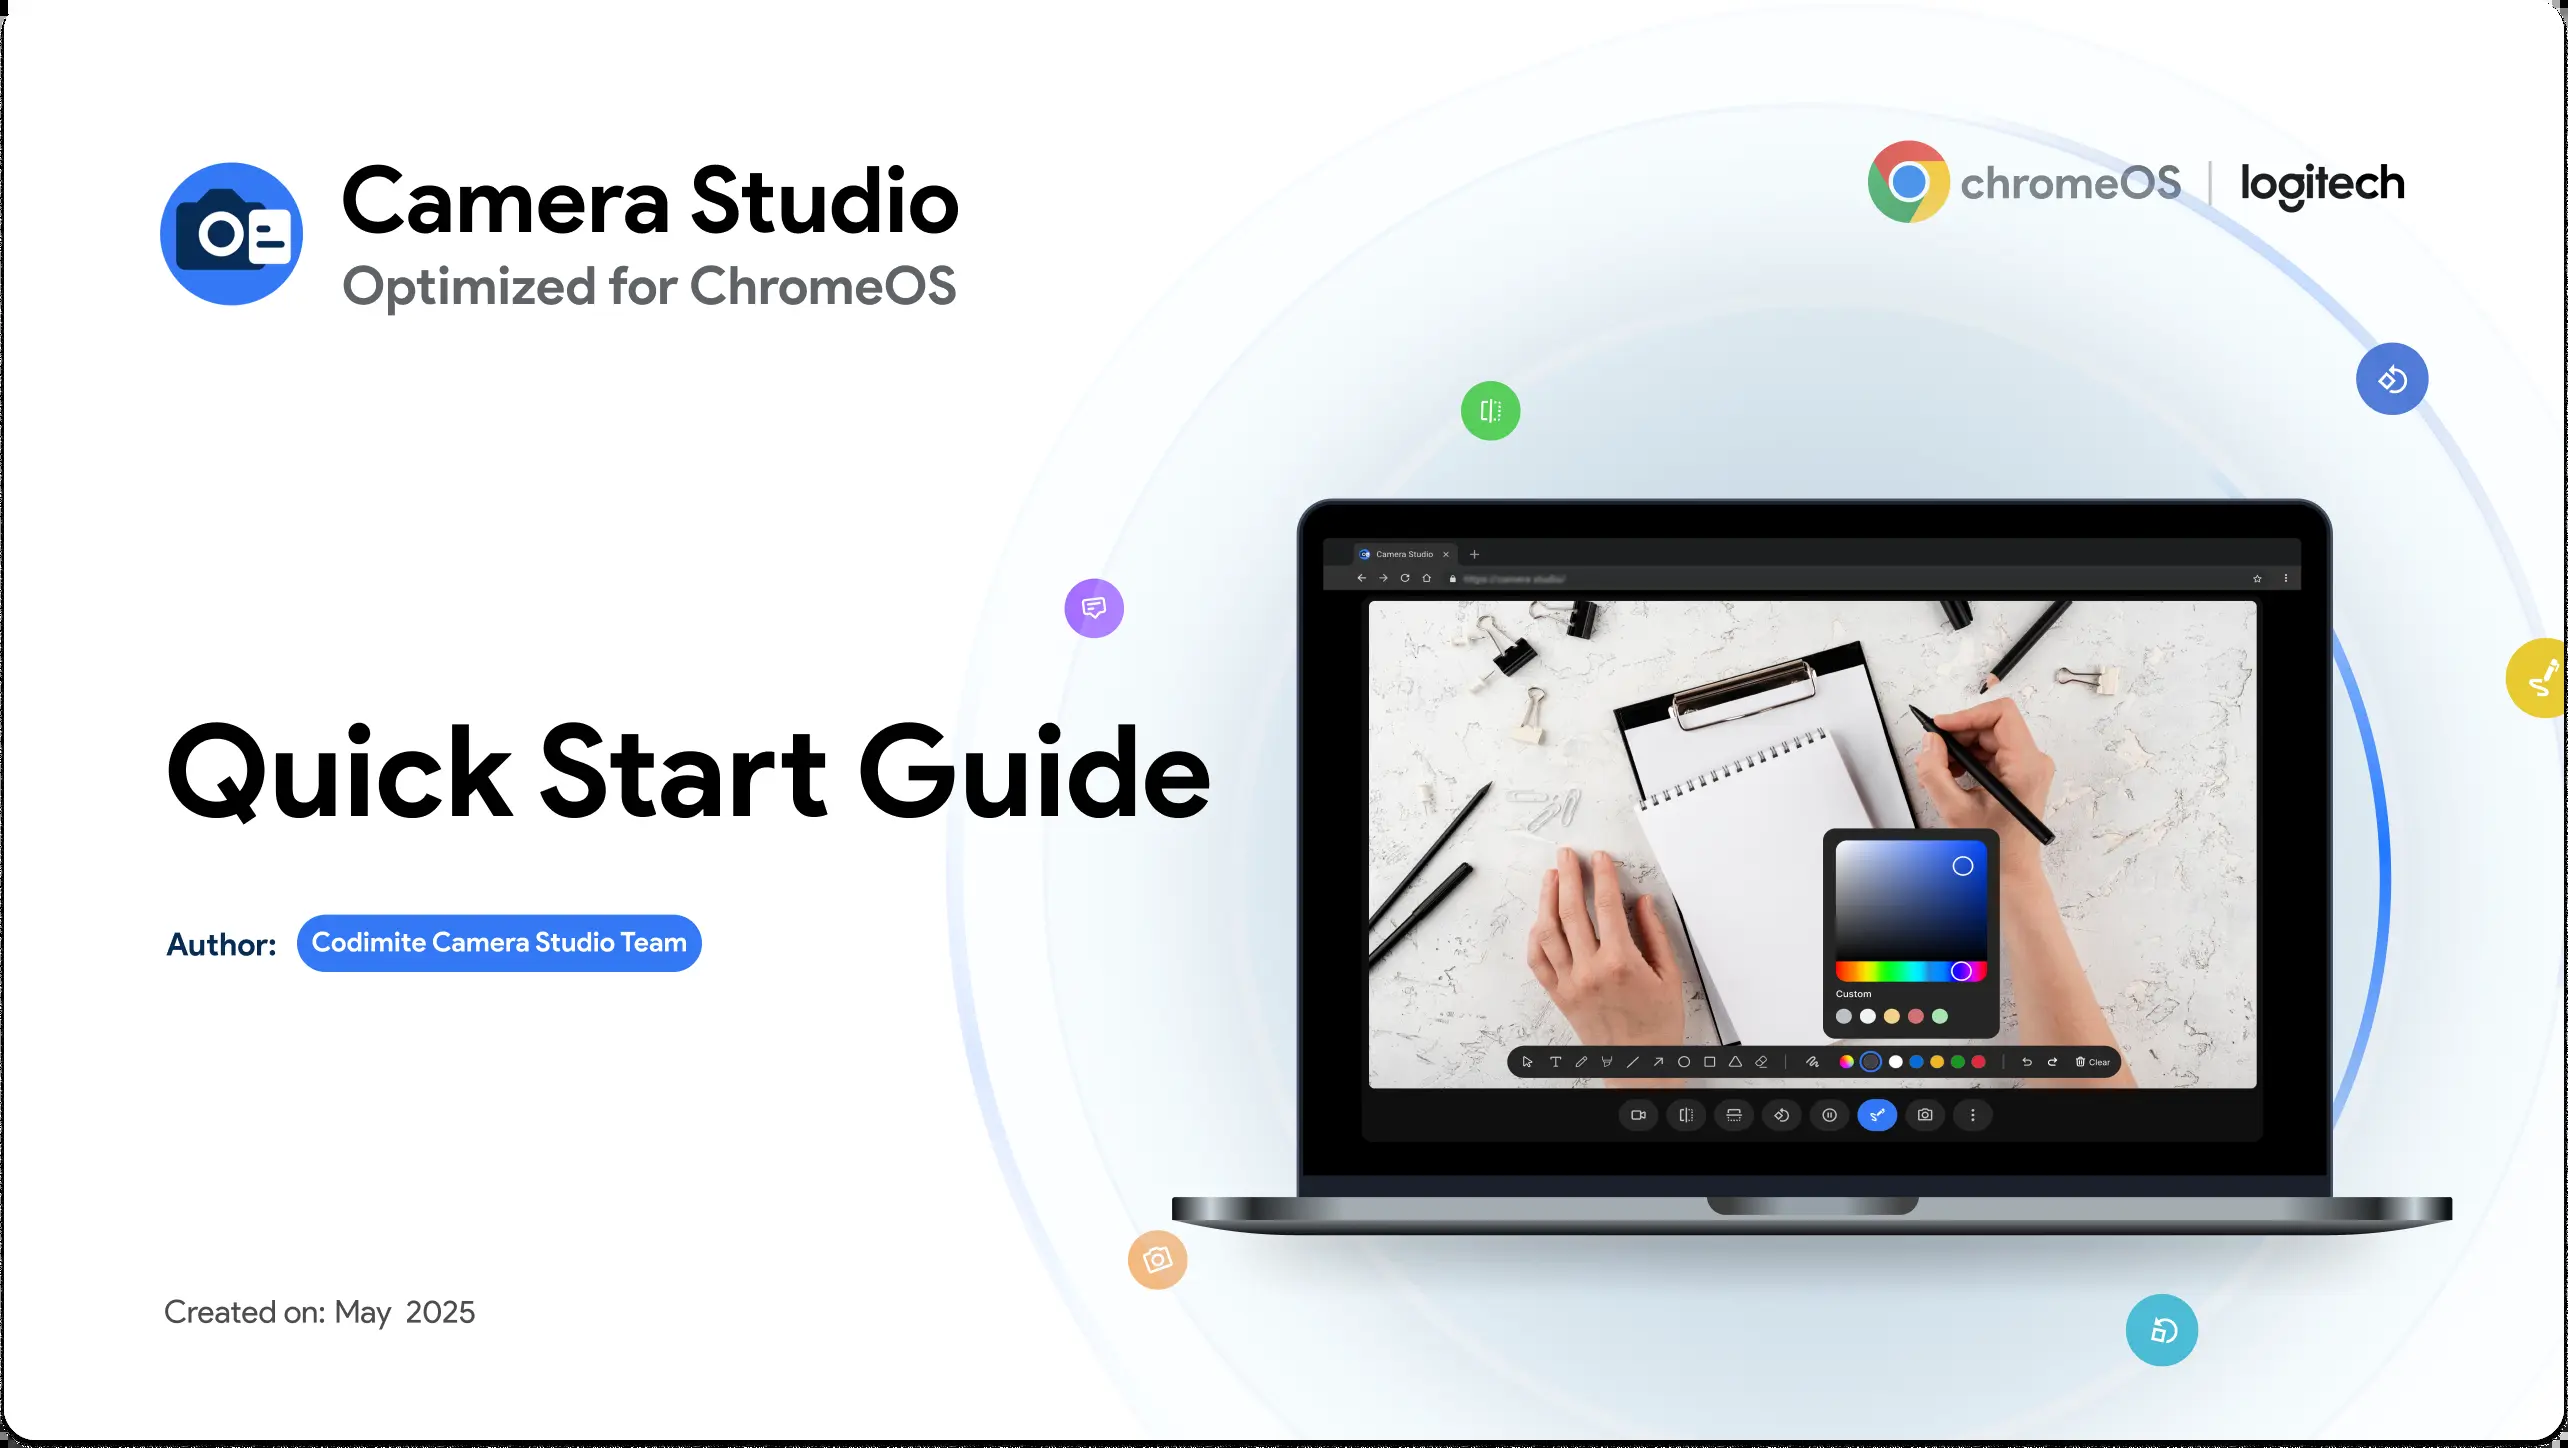 Camera Studio
Optimized for ChromeOS
chromeOS
logitech
Camera Studio
Quick Start Guide
Author: Codimite Camera Studio Team
Custom
Clear
Created on: May 2025